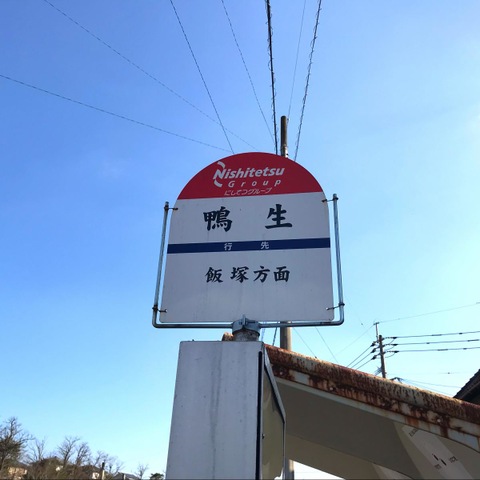 Nishitetsu
Group
にしてつグループ
鴨生
行先
飯塚方面